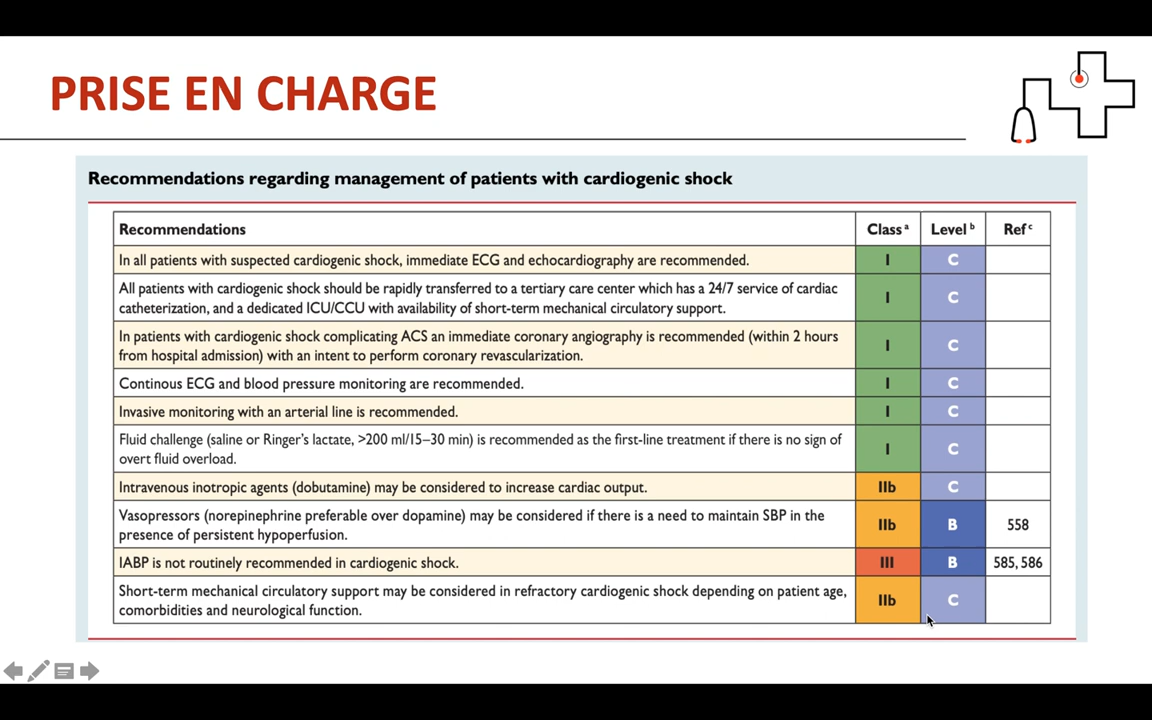 PRISE EN CHARGE
Recommendations regarding management of patients with cardiogenic shock
Recommendations Class a Level b Ref c
In all patients with suspected cardiogenic shock, immediate ECG and echocardiography are recommended. I C
All patients with cardiogenic shock should be rapidly transferred to a tertiary care center which has a 24/7 service of cardiac
catheterization, and a dedicated ICU/CCU with availability of short-term mechanical circulatory support. I C
In patients with cardiogenic shock complicating ACS an immediate coronary angiography is recommended (within 2 hours
from hospital admission) with an intent to perform coronary revascularization. I C
Continous ECG and blood pressure monitoring are recommended. I C
Invasive monitoring with an arterial line is recommended. I C
Fluid challenge (saline or Ringer's lactate, >200 ml/15–30 min) is recommended as the first-line treatment if there is no sign of
overt fluid overload. I C
Intravenous inotropic agents (dobutamine) may be considered to increase cardiac output. IIb C
Vasopressors (norepinephrine preferable over dopamine) may be considered if there is a need to maintain SBP in the
presence of persistent hypoperfusion. IIb B 558
IABP is not routinely recommended in cardiogenic shock. III B 585, 586
Short-term mechanical circulatory support may be considered in refractory cardiogenic shock depending on patient age,
comorbidities and neurological function. IIb C